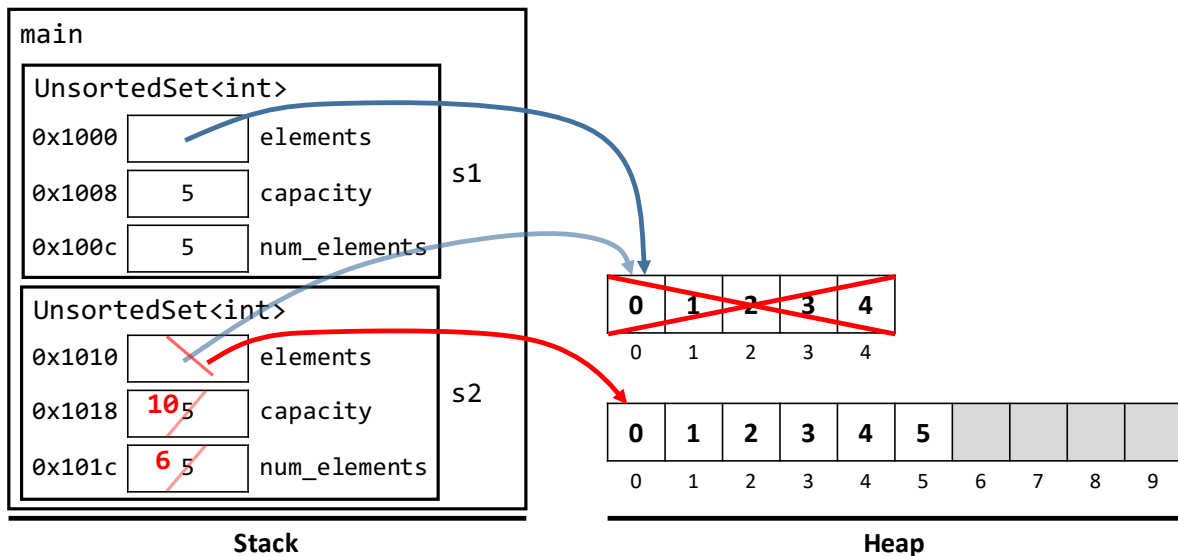 main
UnsortedSet<int>
0x1000 elements
0x1008 5 capacity
s1
0x100c 5 num_elements
UnsortedSet<int>
0x1010 elements
s2
0x1018 10 5 capacity
0x101c 6 5 num_elements
0 1 2 3 4
0 1 2 3 4
0 1 2 3 4 5
0 1 2 3 4 5 6 7 8 9
Stack
Heap